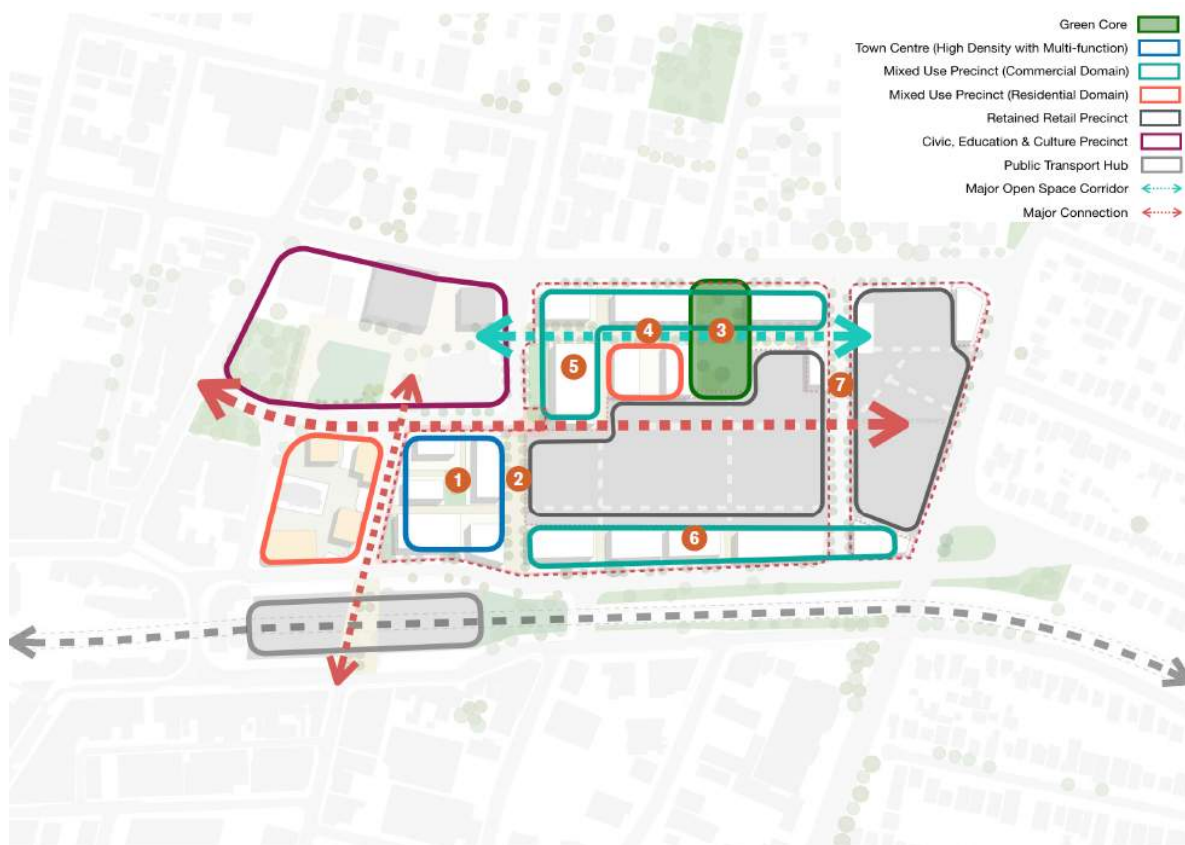 Green Core
Town Centre (High Density with Multi-function)
Mixed Use Precinct (Commercial Domain)
Mixed Use Precinct (Residential Domain)
Retained Retail Precinct
Civic, Education & Culture Precinct
Public Transport Hub
Major Open Space Corridor
Major Connection
4
3
5
7
1
2
6